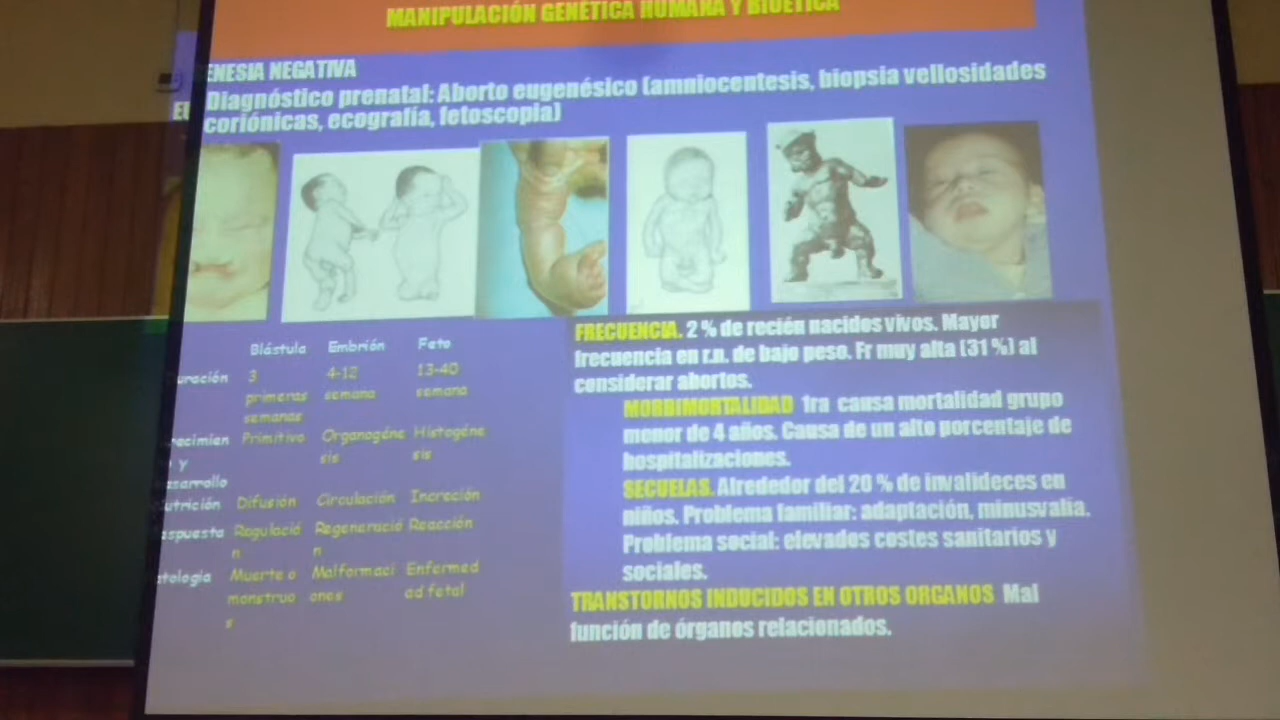 MANIPULACIÓN GENÉTICA HUMANA Y BIOÉTICA
ENESIA NEGATIVA
Diagnóstico prenatal: Aborto eugenésico (amniocentesis, biopsia vellosidades
coriónicas, ecografía, fetoscopia)
Blástula Embrión Feto
uración 3 4-12 13-40
primeras semana semana
semanas
recimien Primitivo Organogéne Histogéne
o y sis sis
esarrollo
utrición Difusión Circulación Increción
spuesta Regulació Regeneració Reacción
n n
atología Muerte o Malformaci Enfermed
monstruo ones ad fetal
s
FRECUENCIA. 2 % de recién nacidos vivos. Mayor
frecuencia en r.n. de bajo peso. Fr muy alta (31 %) al
considerar abortos.
MORBIMORTALIDAD 1ra causa mortalidad grupo
menor de 4 años. Causa de un alto porcentaje de
hospitalizaciones.
SECUELAS. Alrededor del 20 % de invalideces en
niños. Problema familiar: adaptación, minusvalía.
Problema social: elevados costes sanitarios y
sociales.
TRANSTORNOS INDUCIDOS EN OTROS ORGANOS Mal
función de órganos relacionados.